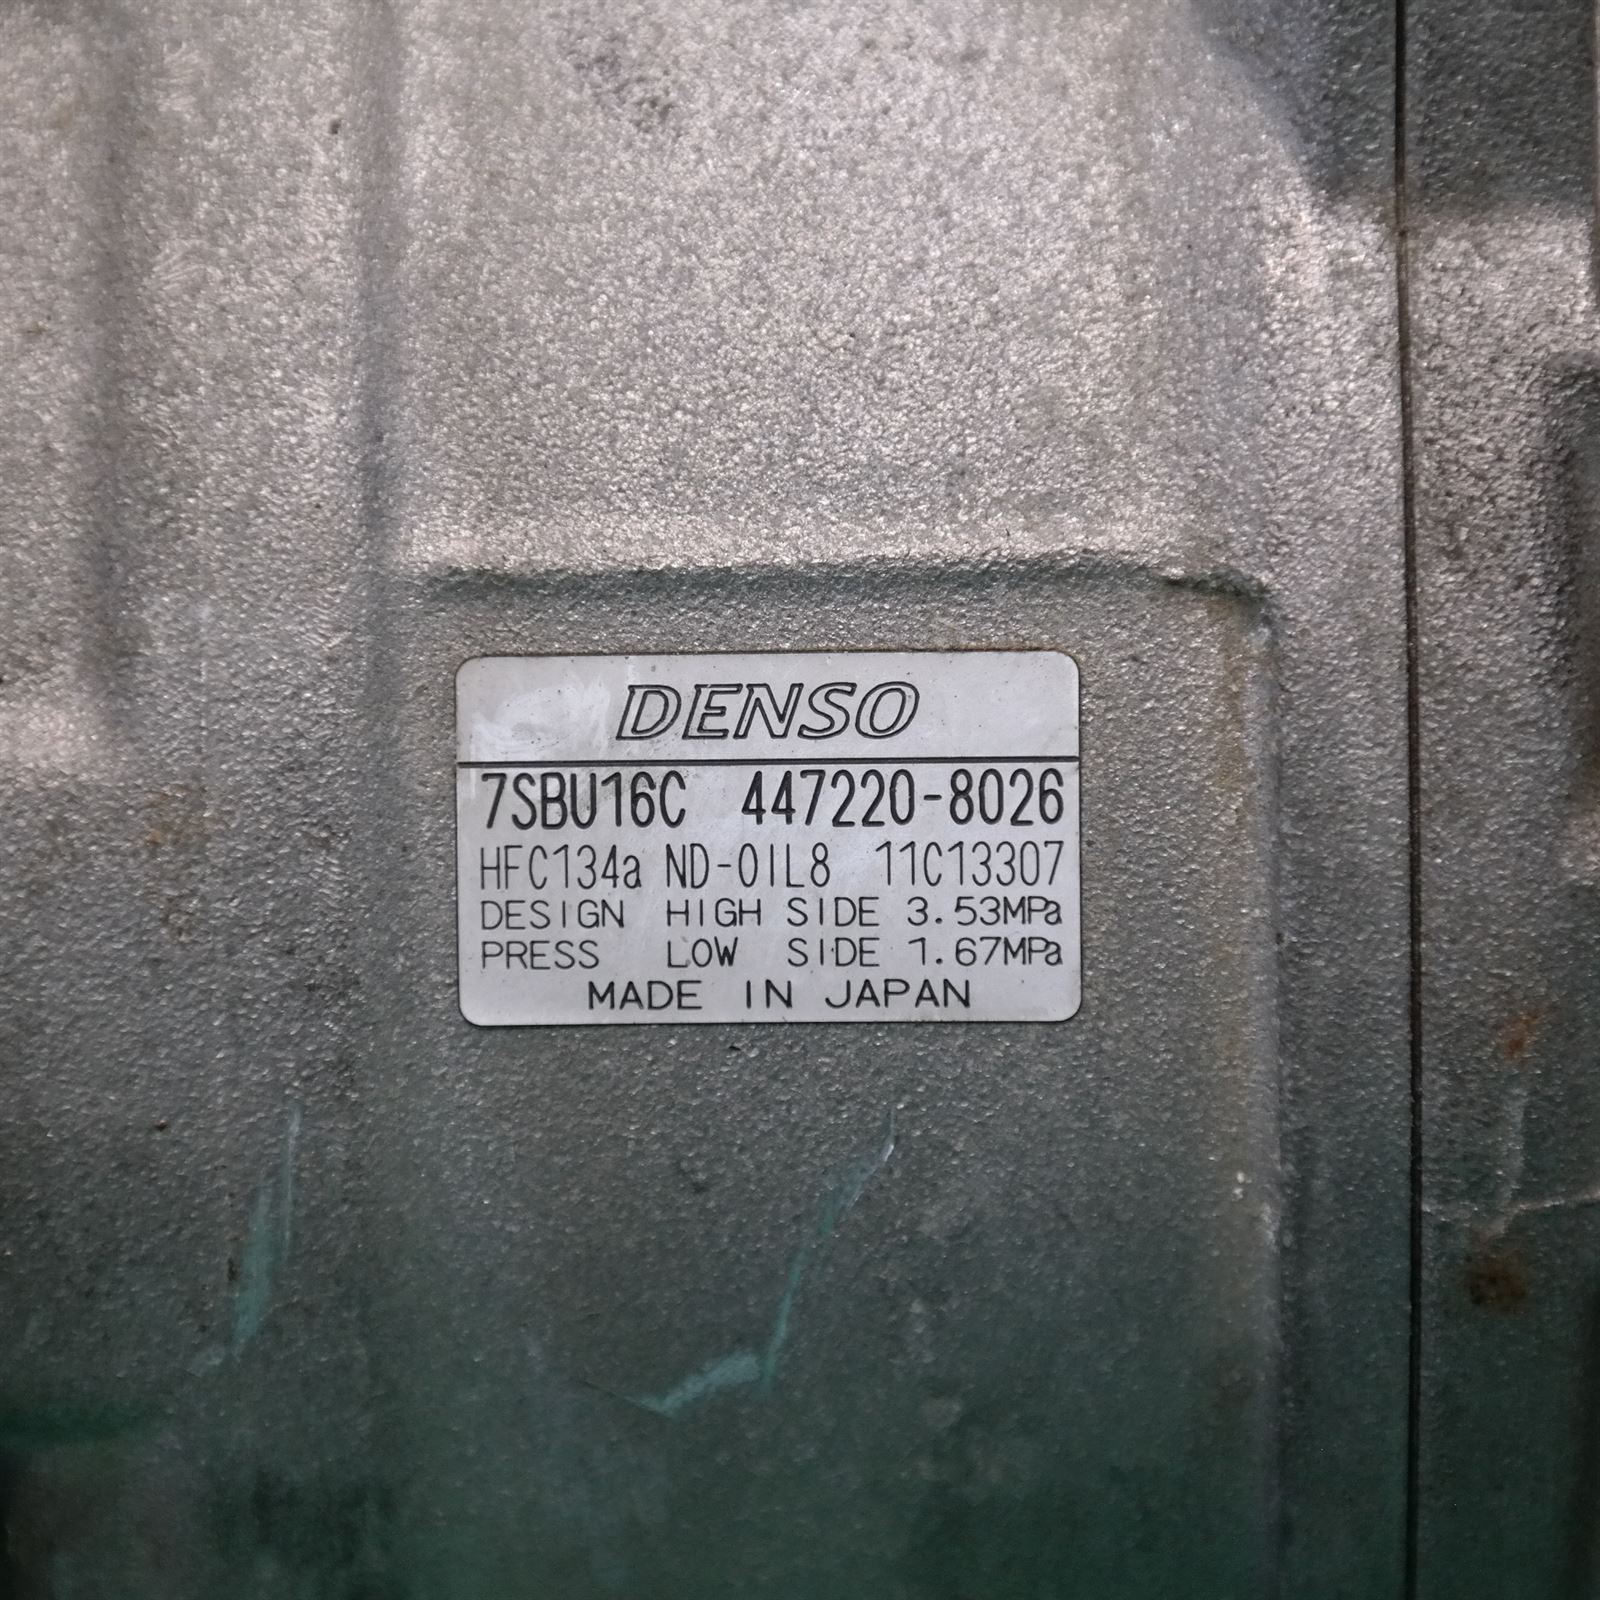 DENSO
7SBU16C 447220-8026
HFC134a ND-OIL8 11C13307
DESIGN HIGH SIDE 3.53MPa
PRESS LOW SIDE 1.67MPa
MADE IN JAPAN